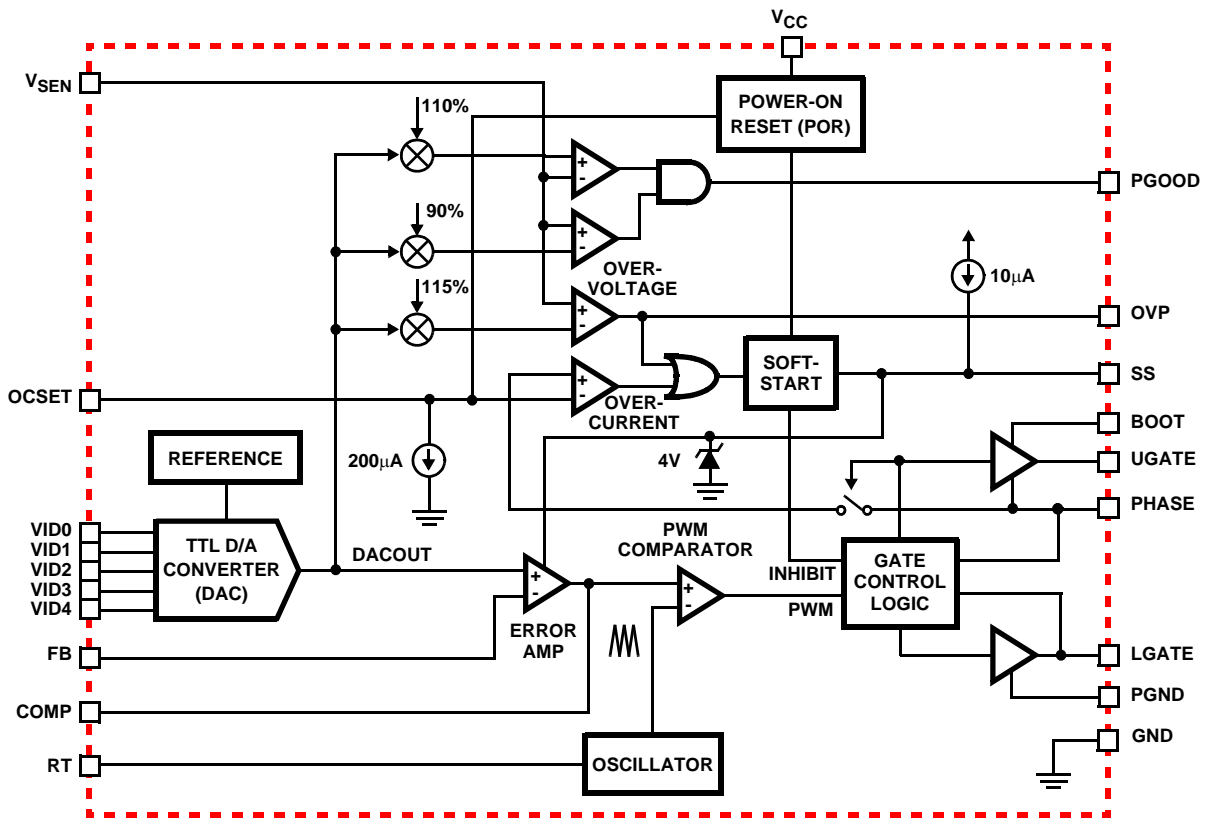 VCC
VSEN
110%
POWER-ON
RESET (POR)
+
-
PGOOD
90%
+
-
OVER-
VOLTAGE
10μA
115%
+
-
OVP
SOFT-
START
SS
OCSET
+
-
OVER-
CURRENT
BOOT
REFERENCE
200μA
4V
UGATE
PHASE
VID0
VID1
VID2
VID3
VID4
TTL D/A
CONVERTER
(DAC)
DACOUT
PWM
COMPARATOR
+
-
+
-
INHIBIT
PWM
GATE
CONTROL
LOGIC
ERROR
AMP
FB
LGATE
PGND
COMP
GND
RT
OSCILLATOR